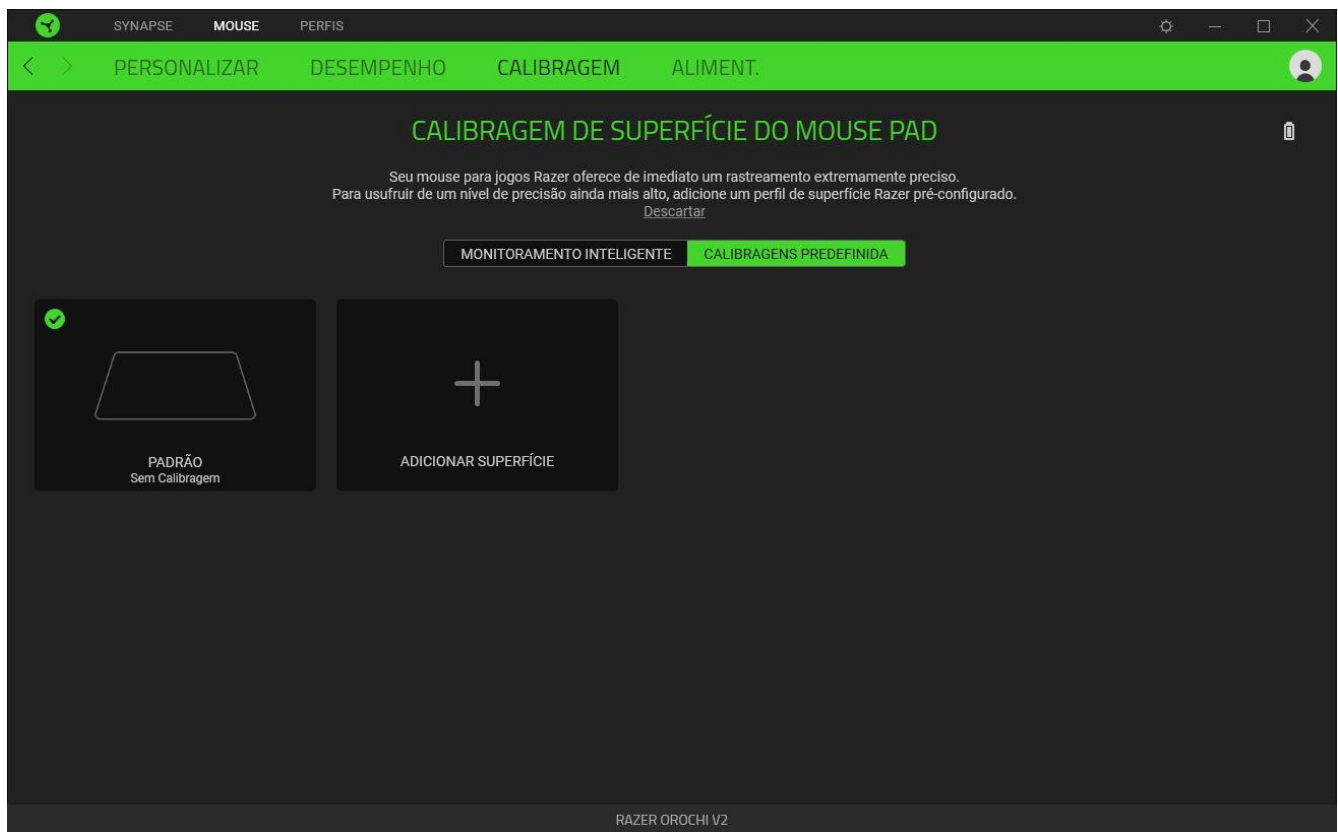 SYNAPSE MOUSE PERFIS
PERSONALIZAR DESEMPENHO CALIBRAGEM ALIMENT.
CALIBRAGEM DE SUPERFÍCIE DO MOUSE PAD
Seu mouse para jogos Razer oferece de imediato um rastreamento extremamente preciso.
Para usufruir de um nível de precisão ainda mais alto, adicione um perfil de superfície Razer pré-configurado.
Descartar
MONITORAMENTO INTELIGENTE CALIBRAGENS PREDEFINIDA
PADRÃO
Sem Calibragem
ADICIONAR SUPERFÍCIE
RAZER OROCHI V2